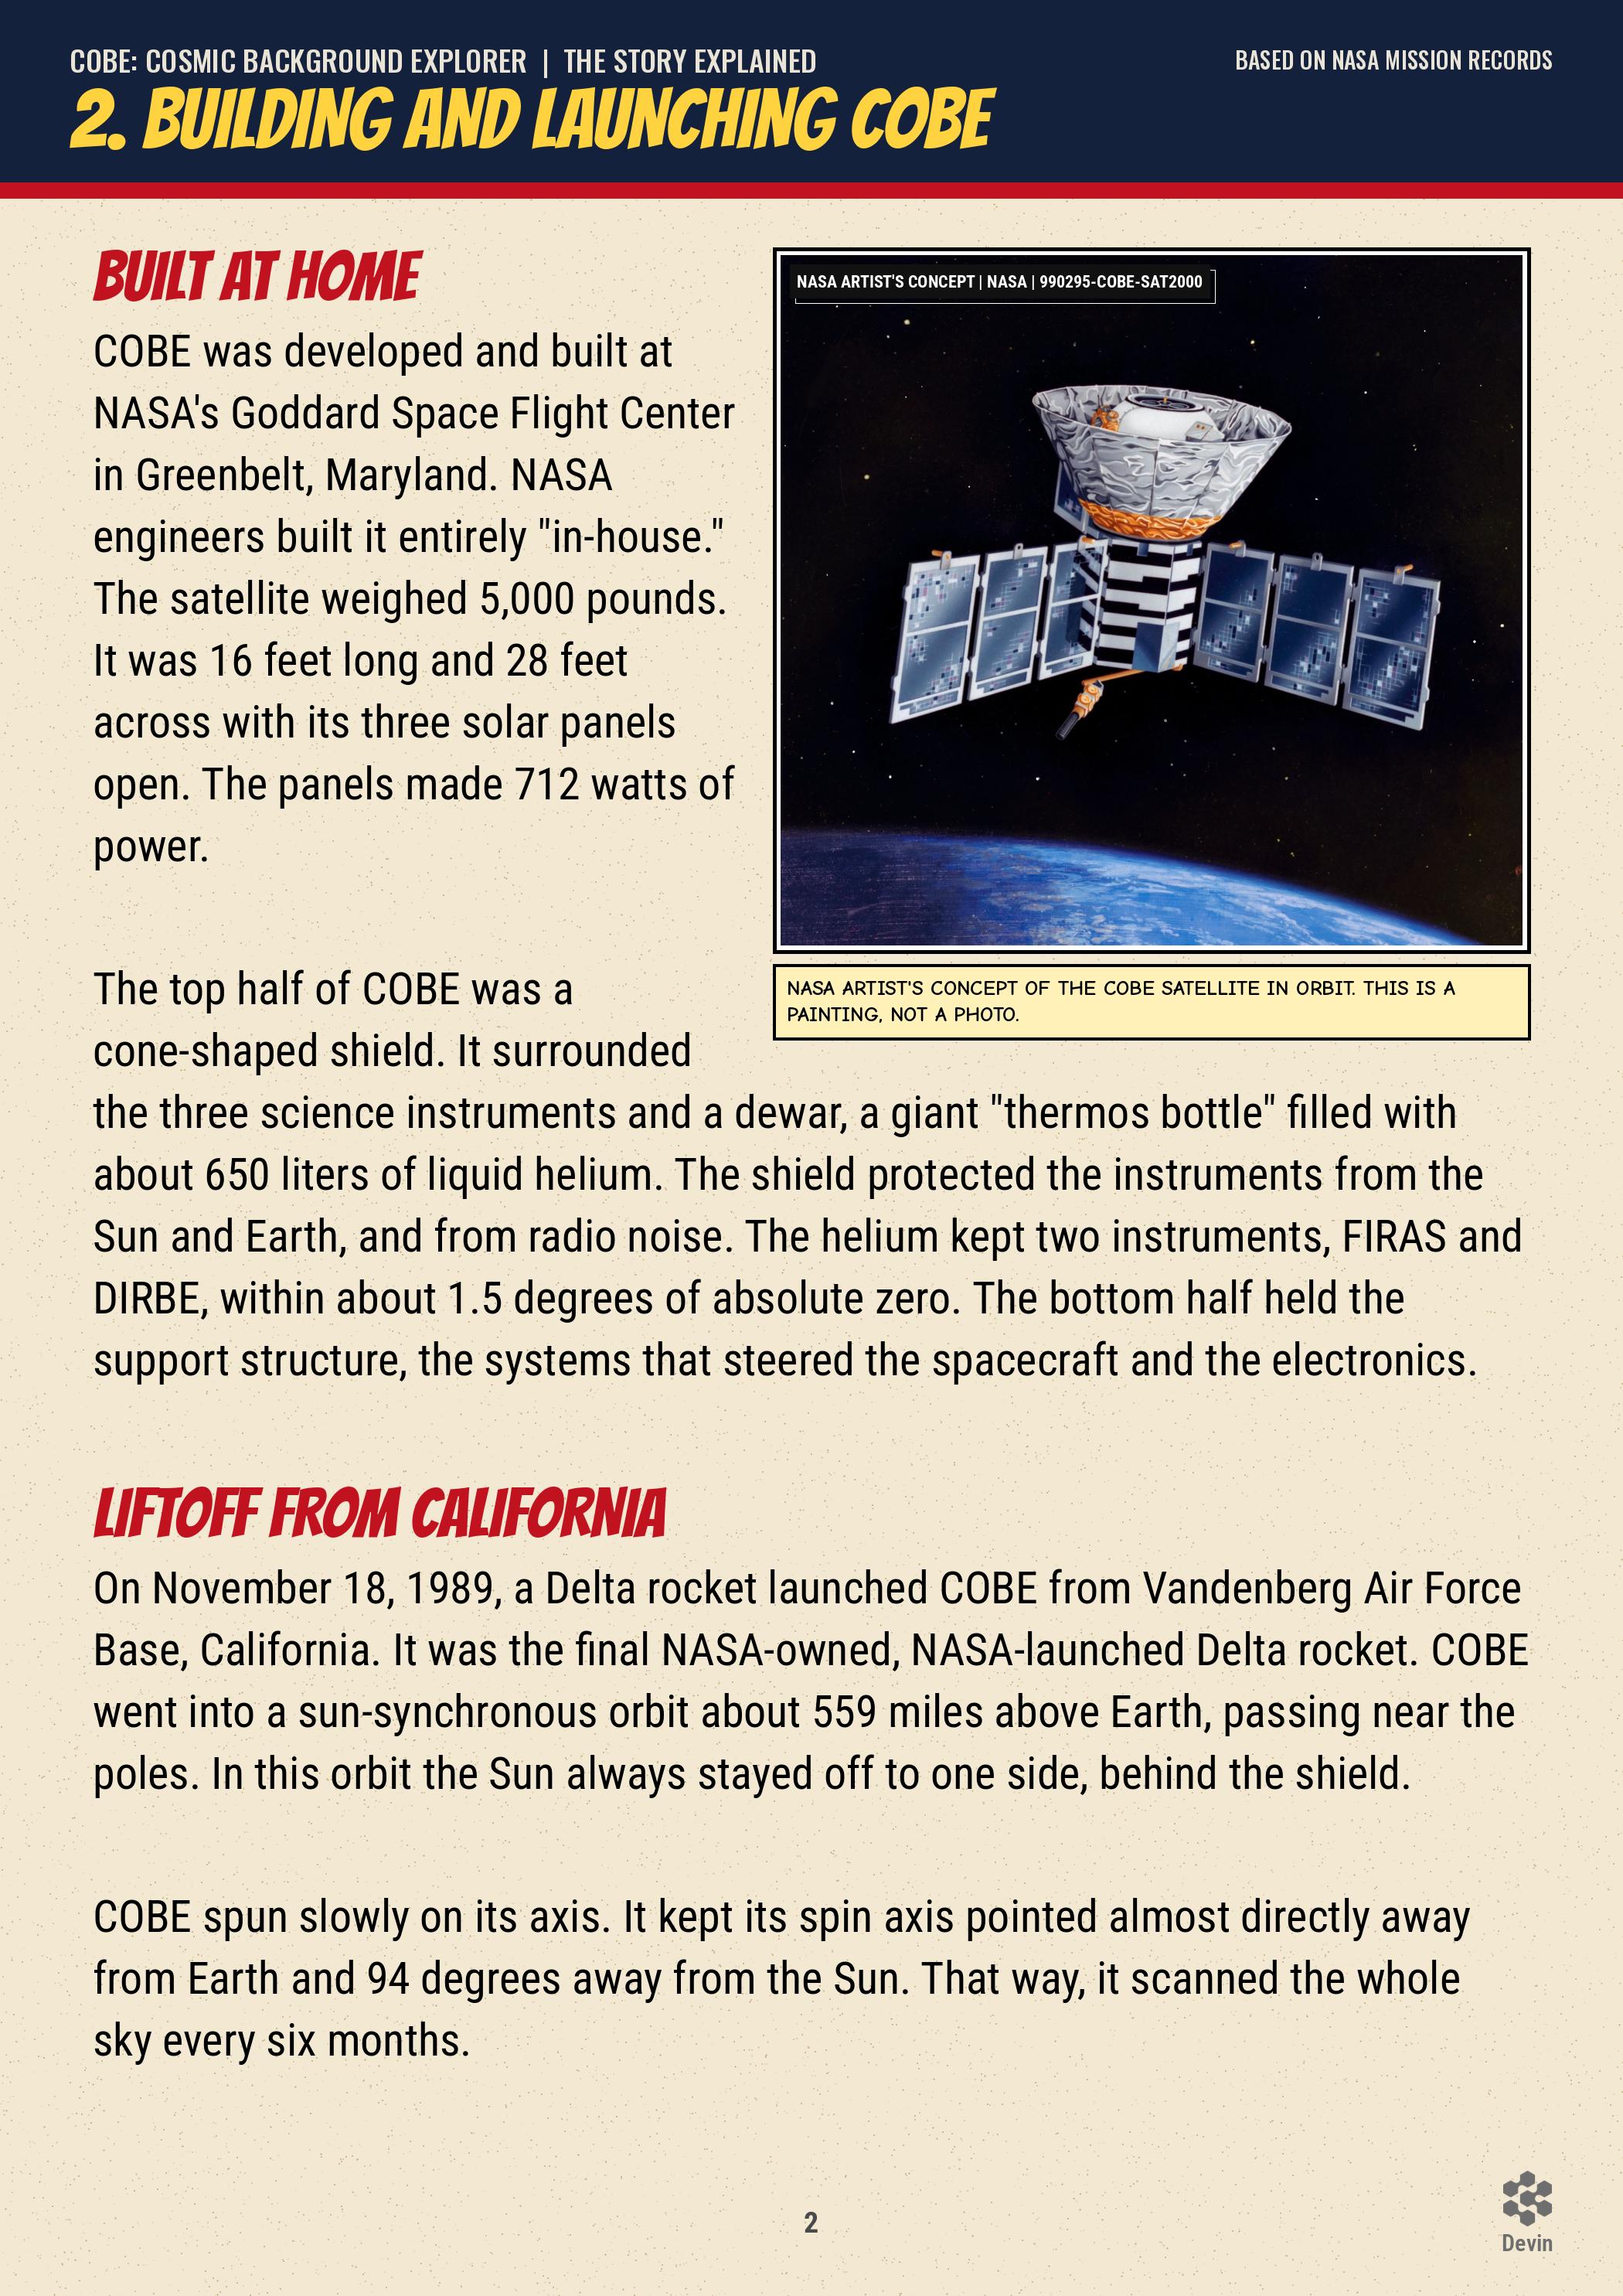 COBE: COSMIC BACKGROUND EXPLORER | THE STORY EXPLAINED
BASED ON NASA MISSION RECORDS
2. BUILDING AND LAUNCHING COBE
BUILT AT HOME
COBE was developed and built at
NASA's Goddard Space Flight Center
in Greenbelt, Maryland. NASA
engineers built it entirely "in-house."
The satellite weighed 5,000 pounds.
It was 16 feet long and 28 feet
across with its three solar panels
open. The panels made 712 watts of
power.
NASA ARTIST'S CONCEPT | NASA | 990295-COBE-SAT2000
NASA ARTIST'S CONCEPT OF THE COBE SATELLITE IN ORBIT. THIS IS A
PAINTING, NOT A PHOTO.
The top half of COBE was a
cone-shaped shield. It surrounded
the three science instruments and a dewar, a giant "thermos bottle" filled with
about 650 liters of liquid helium. The shield protected the instruments from the
Sun and Earth, and from radio noise. The helium kept two instruments, FIRAS and
DIRBE, within about 1.5 degrees of absolute zero. The bottom half held the
support structure, the systems that steered the spacecraft and the electronics.
LIFTOFF FROM CALIFORNIA
On November 18, 1989, a Delta rocket launched COBE from Vandenberg Air Force
Base, California. It was the final NASA-owned, NASA-launched Delta rocket. COBE
went into a sun-synchronous orbit about 559 miles above Earth, passing near the
poles. In this orbit the Sun always stayed off to one side, behind the shield.
COBE spun slowly on its axis. It kept its spin axis pointed almost directly away
from Earth and 94 degrees away from the Sun. That way, it scanned the whole
sky every six months.
2
Devin